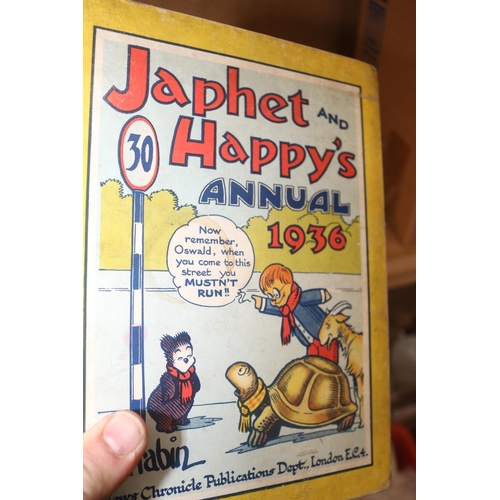 Japhet AND
Happy's
30
ANNUAL
1936
Now
remember,
Oswald, when
you come to this
street you
MUSTN'T
RUN!!
Chronicle Publications Dept., London E.C.4.